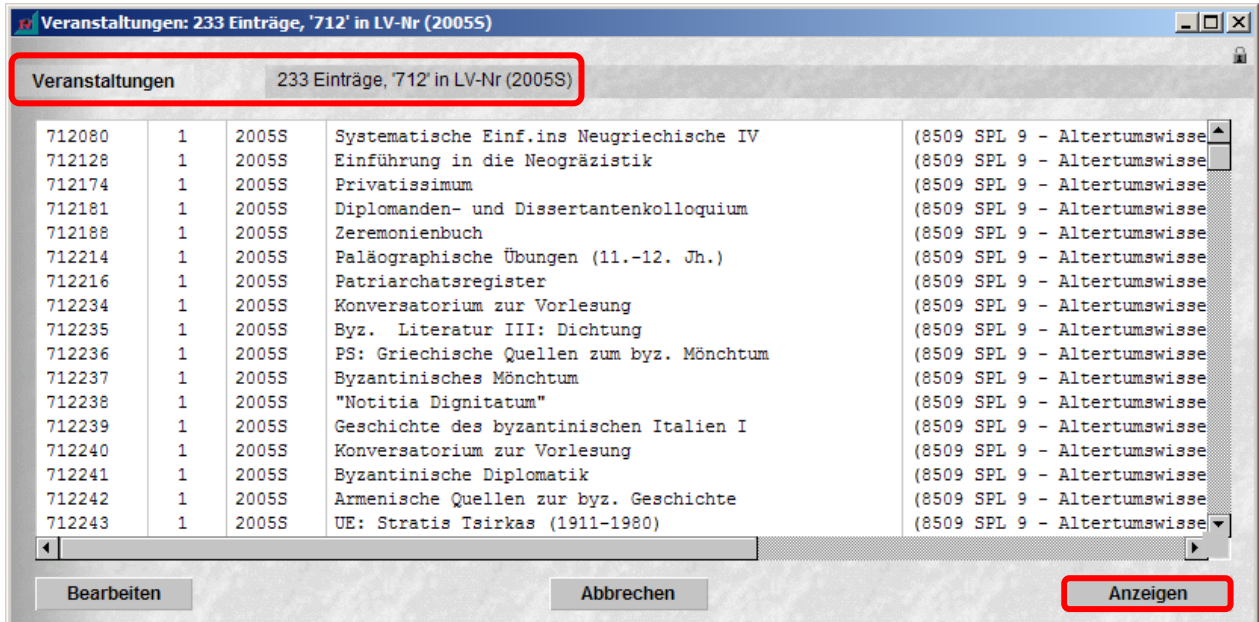 Veranstaltungen: 233 Einträge, '712' in LV-Nr (2005S)
Veranstaltungen 233 Einträge, '712' in LV-Nr (2005S)
712080 1 2005S Systematische Einf.ins Neugriechische IV (8509 SPL 9 - Altertumswisse
712128 1 2005S Einführung in die Neogräzistik (8509 SPL 9 - Altertumswisse
712174 1 2005S Privatissimum (8509 SPL 9 - Altertumswisse
712181 1 2005S Diplomanden- und Dissertantenkolloquium (8509 SPL 9 - Altertumswisse
712188 1 2005S Zeremonienbuch (8509 SPL 9 - Altertumswisse
712214 1 2005S Paläographische Übungen (11.-12. Jh.) (8509 SPL 9 - Altertumswisse
712216 1 2005S Patriarchatsregister (8509 SPL 9 - Altertumswisse
712234 1 2005S Konversatorium zur Vorlesung (8509 SPL 9 - Altertumswisse
712235 1 2005S Byz.  Literatur III: Dichtung (8509 SPL 9 - Altertumswisse
712236 1 2005S PS: Griechische Quellen zum byz. Mönchtum (8509 SPL 9 - Altertumswisse
712237 1 2005S Byzantinisches Mönchtum (8509 SPL 9 - Altertumswisse
712238 1 2005S "Notitia Dignitatum" (8509 SPL 9 - Altertumswisse
712239 1 2005S Geschichte des byzantinischen Italien I (8509 SPL 9 - Altertumswisse
712240 1 2005S Konversatorium zur Vorlesung (8509 SPL 9 - Altertumswisse
712241 1 2005S Byzantinische Diplomatik (8509 SPL 9 - Altertumswisse
712242 1 2005S Armenische Quellen zur byz. Geschichte (8509 SPL 9 - Altertumswisse
712243 1 2005S UE: Stratis Tsirkas (1911-1980) (8509 SPL 9 - Altertumswisse
Bearbeiten Abbrechen Anzeigen